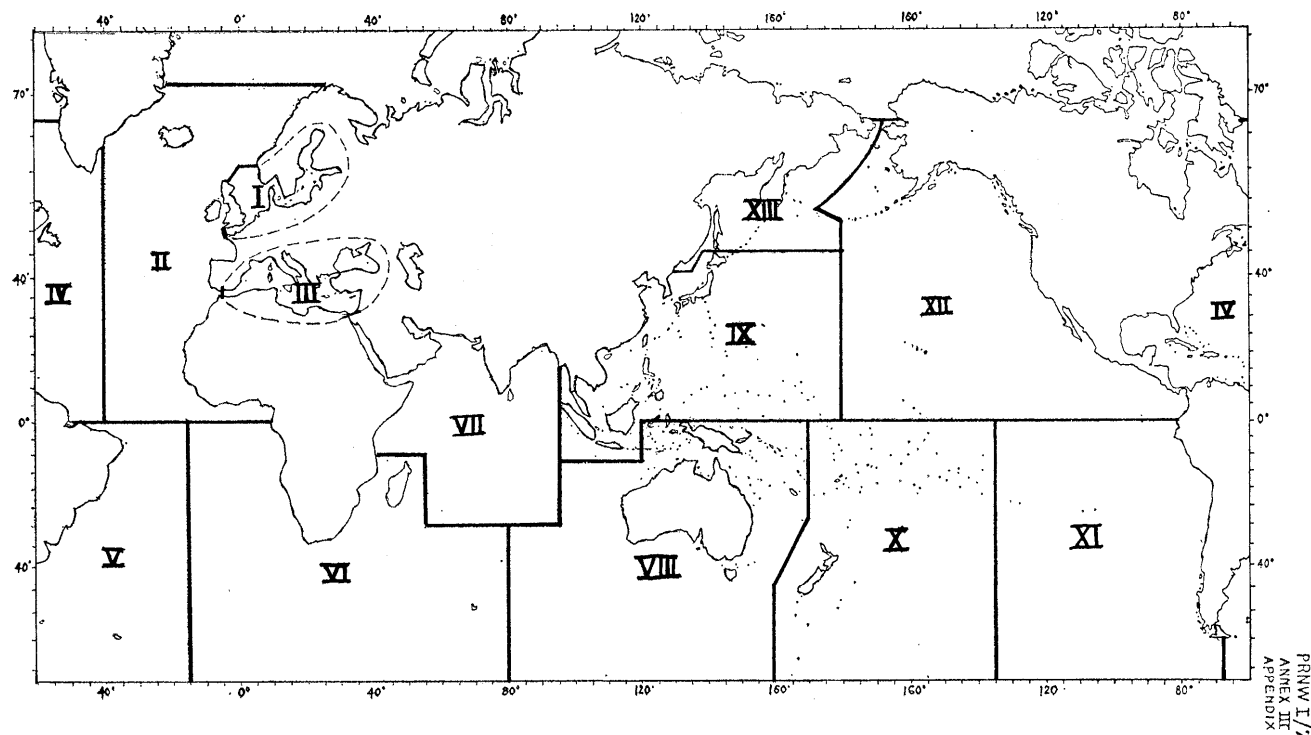 40° 0° 40° 80° 120° 160° 160° 120° 80°
70° 70°
I
XIII
II
40° 40°
IV III XII IV
IX
0° 0°
VII
V VI VIII X XI
40° 40°
40° 0° 40° 80° 120° 160° 160° 120 80°
PRNW I/
ANNEX III
APPENDIX